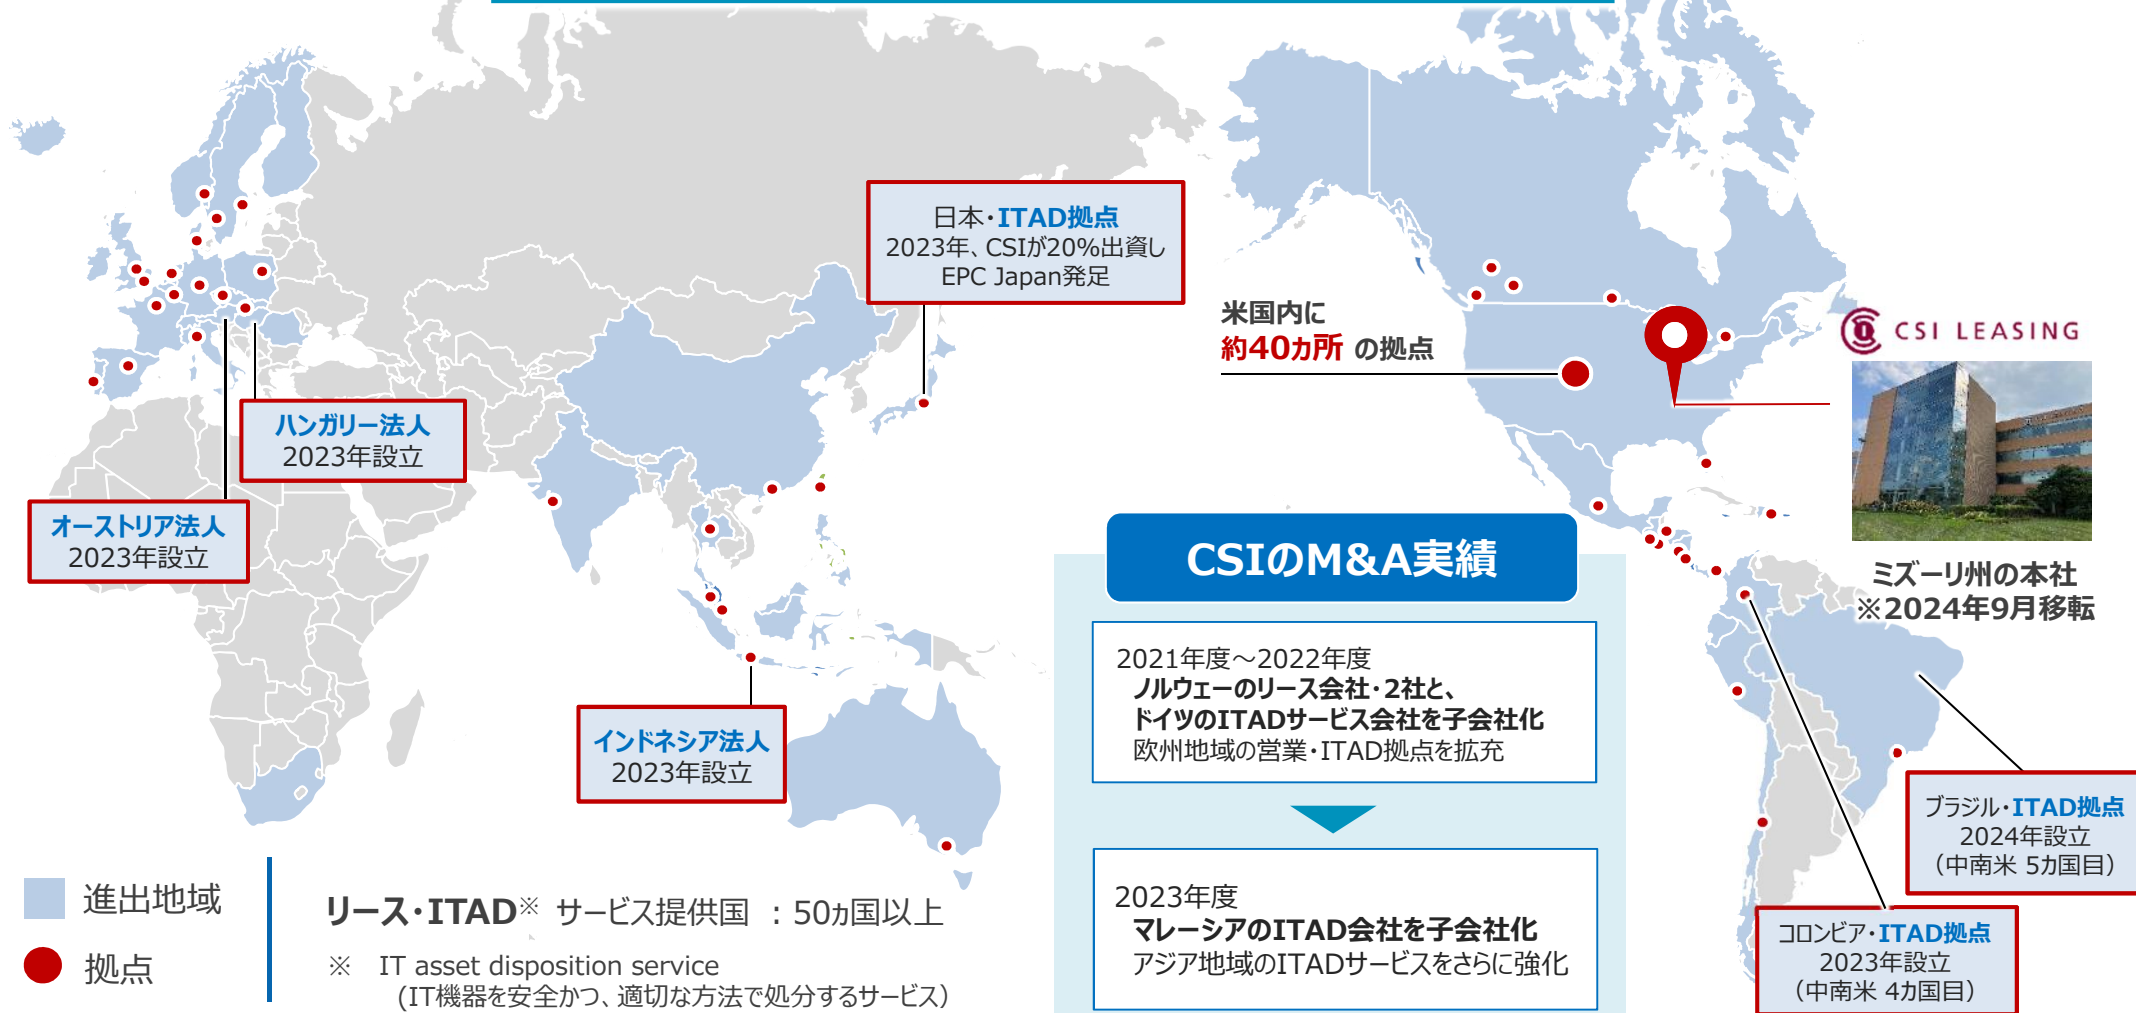 日本・ITAD拠点
2023年、CSIが20%出資し
EPC Japan発足
米国内に
約40ヵ所 の拠点
CSI LEASING
ミズーリ州の本社
※2024年9月移転
ハンガリー法人
2023年設立
オーストリア法人
2023年設立
インドネシア法人
2023年設立
CSIのM&A実績
2021年度～2022年度
ノルウェーのリース会社・2社と、
ドイツのITADサービス会社を子会社化
欧州地域の営業・ITAD拠点を拡充
2023年度
マレーシアのITAD会社を子会社化
アジア地域のITADサービスをさらに強化
ブラジル・ITAD拠点
2024年設立
（中南米 5カ国目）
コロンビア・ITAD拠点
2023年設立
（中南米 4カ国目）
進出地域
拠点
リース・ITAD※ サービス提供国 ：50ヵ国以上
※ IT asset disposition service
(IT機器を安全かつ、適切な方法で処分するサービス）